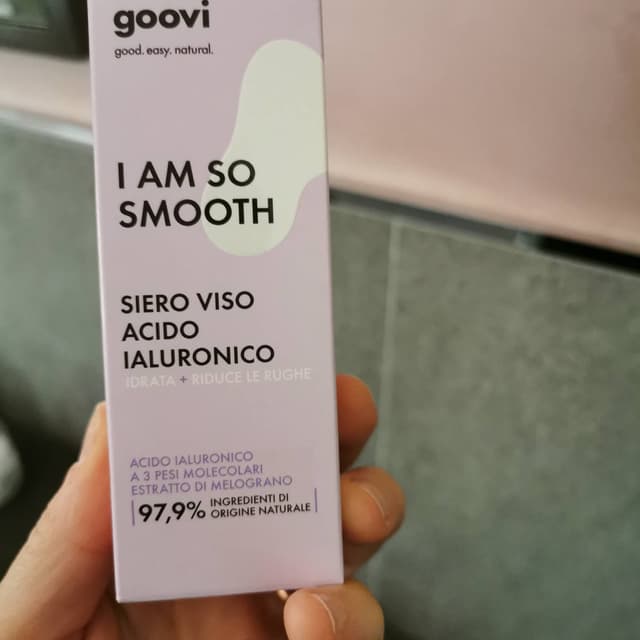 goovi
good. easy. natural.
I AM SO
SMOOTH
SIERO VISO
ACIDO
IALURONICO
IDRATA + RIDUCE LE RUGHE
ACIDO IALURONICO
A 3 PESI MOLECOLARI
ESTRATTO DI MELOGRANO
97,9% INGREDIENTI DI
ORIGINE NATURALE